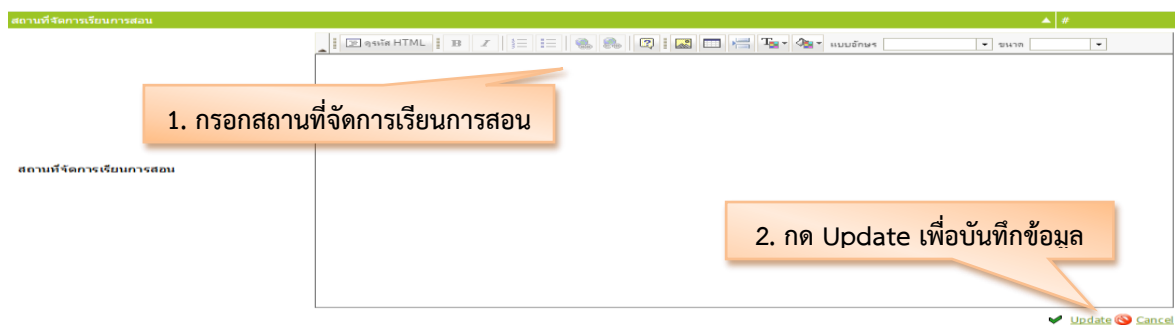 สถานที่จัดการเรียนการสอน #
ดูรหัส HTML B I แบบอักษร ขนาด
1. กรอกสถานที่จัดการเรียนการสอน
สถานที่จัดการเรียนการสอน
2. กด Update เพื่อบันทึกข้อมูล
Update Cancel